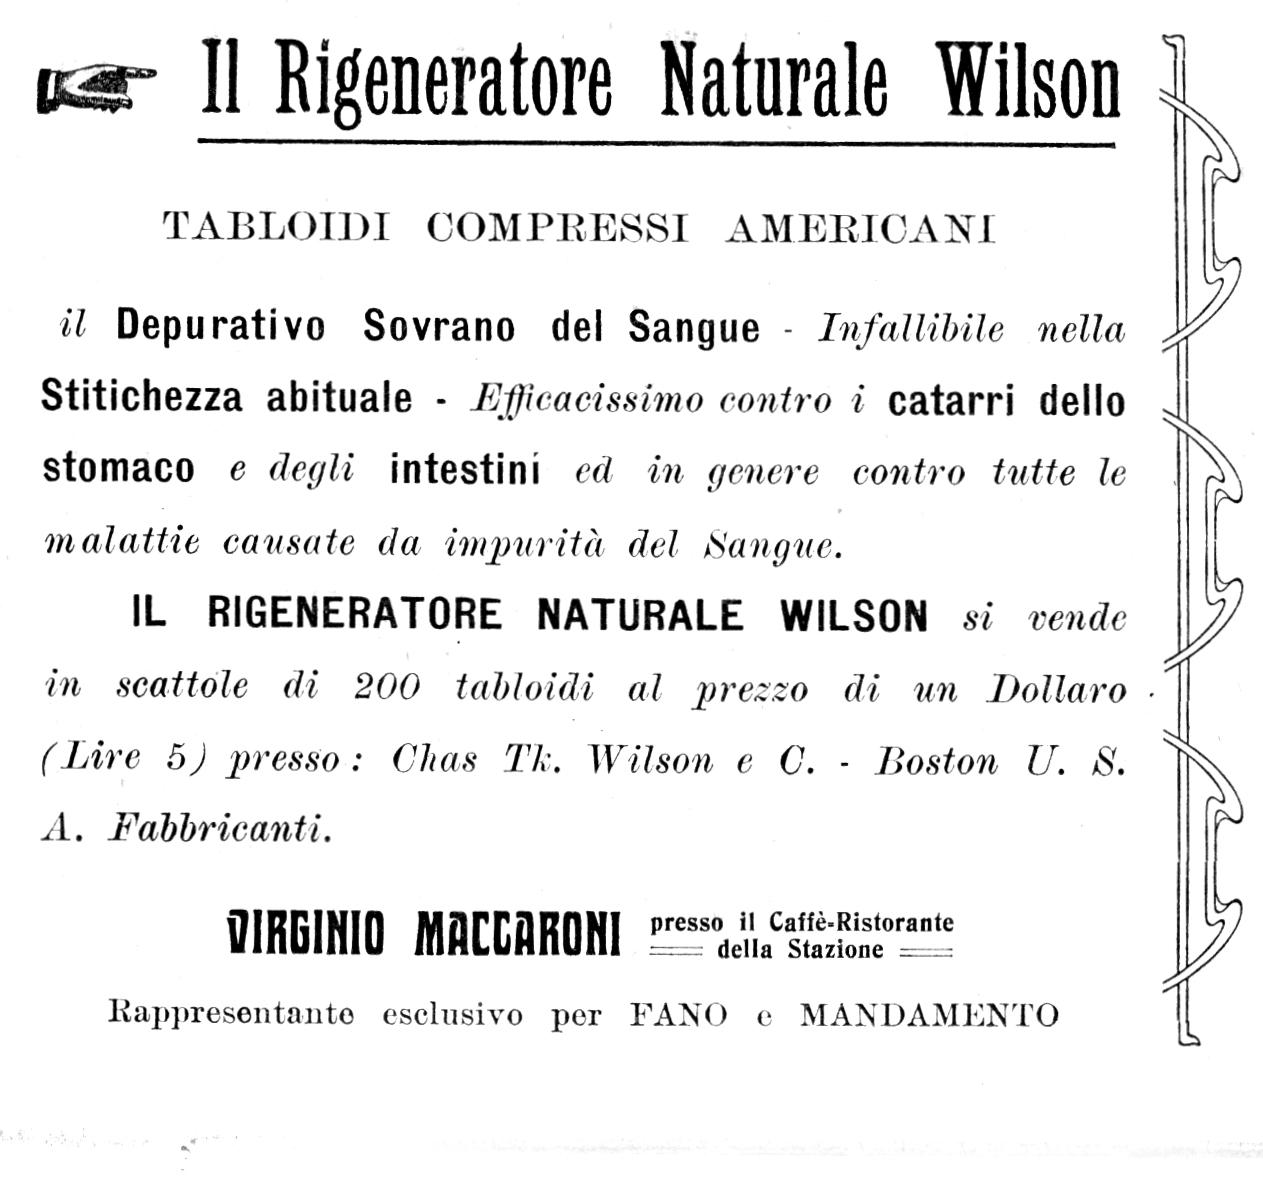 Il Rigeneratore Naturale Wilson
TABLOIDI COMPRESSI AMERICANI
il Depurativo Sovrano del Sangue - Infallibile nella
Stitichezza abituale - Efficacissimo contro i catarri dello
stomaco e degli intestini ed in genere contro tutte le
malattie causate da impurità del Sangue.
IL RIGENERATORE NATURALE WILSON si vende
in scattole di 200 tabloidi al prezzo di un Dollaro
(Lire 5) presso: Chas Tk. Wilson e C. - Boston U. S.
A. Fabbricanti.
VIRGINIO MACCARONI presso il Caffè-Ristorante
della Stazione
Rappresentante esclusivo per FANO e MANDAMENTO